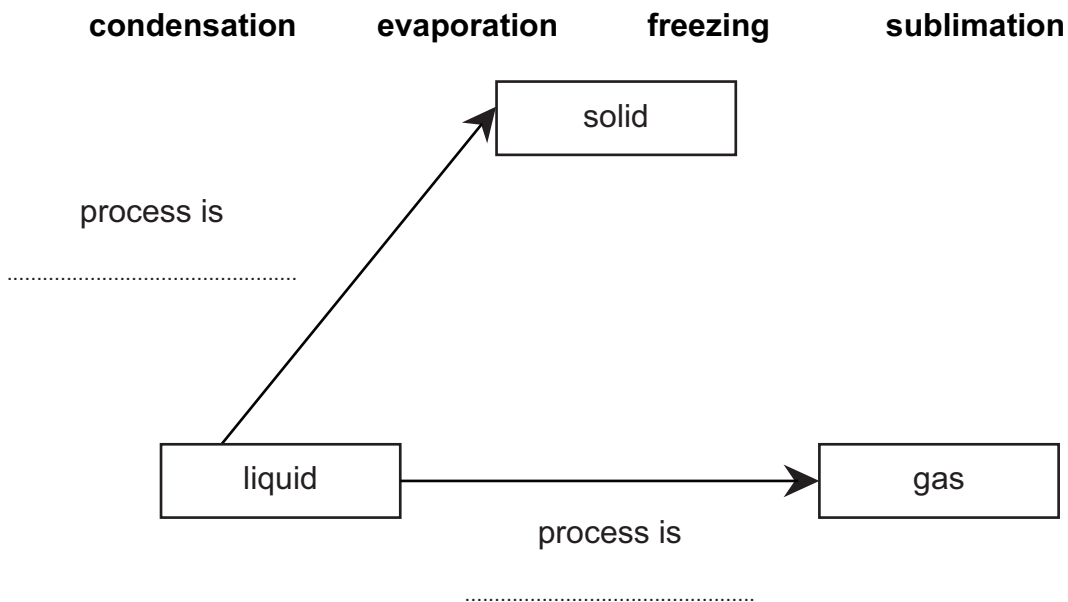 condensation evaporation freezing sublimation
solid
process is
................................................
liquid
gas
process is
................................................